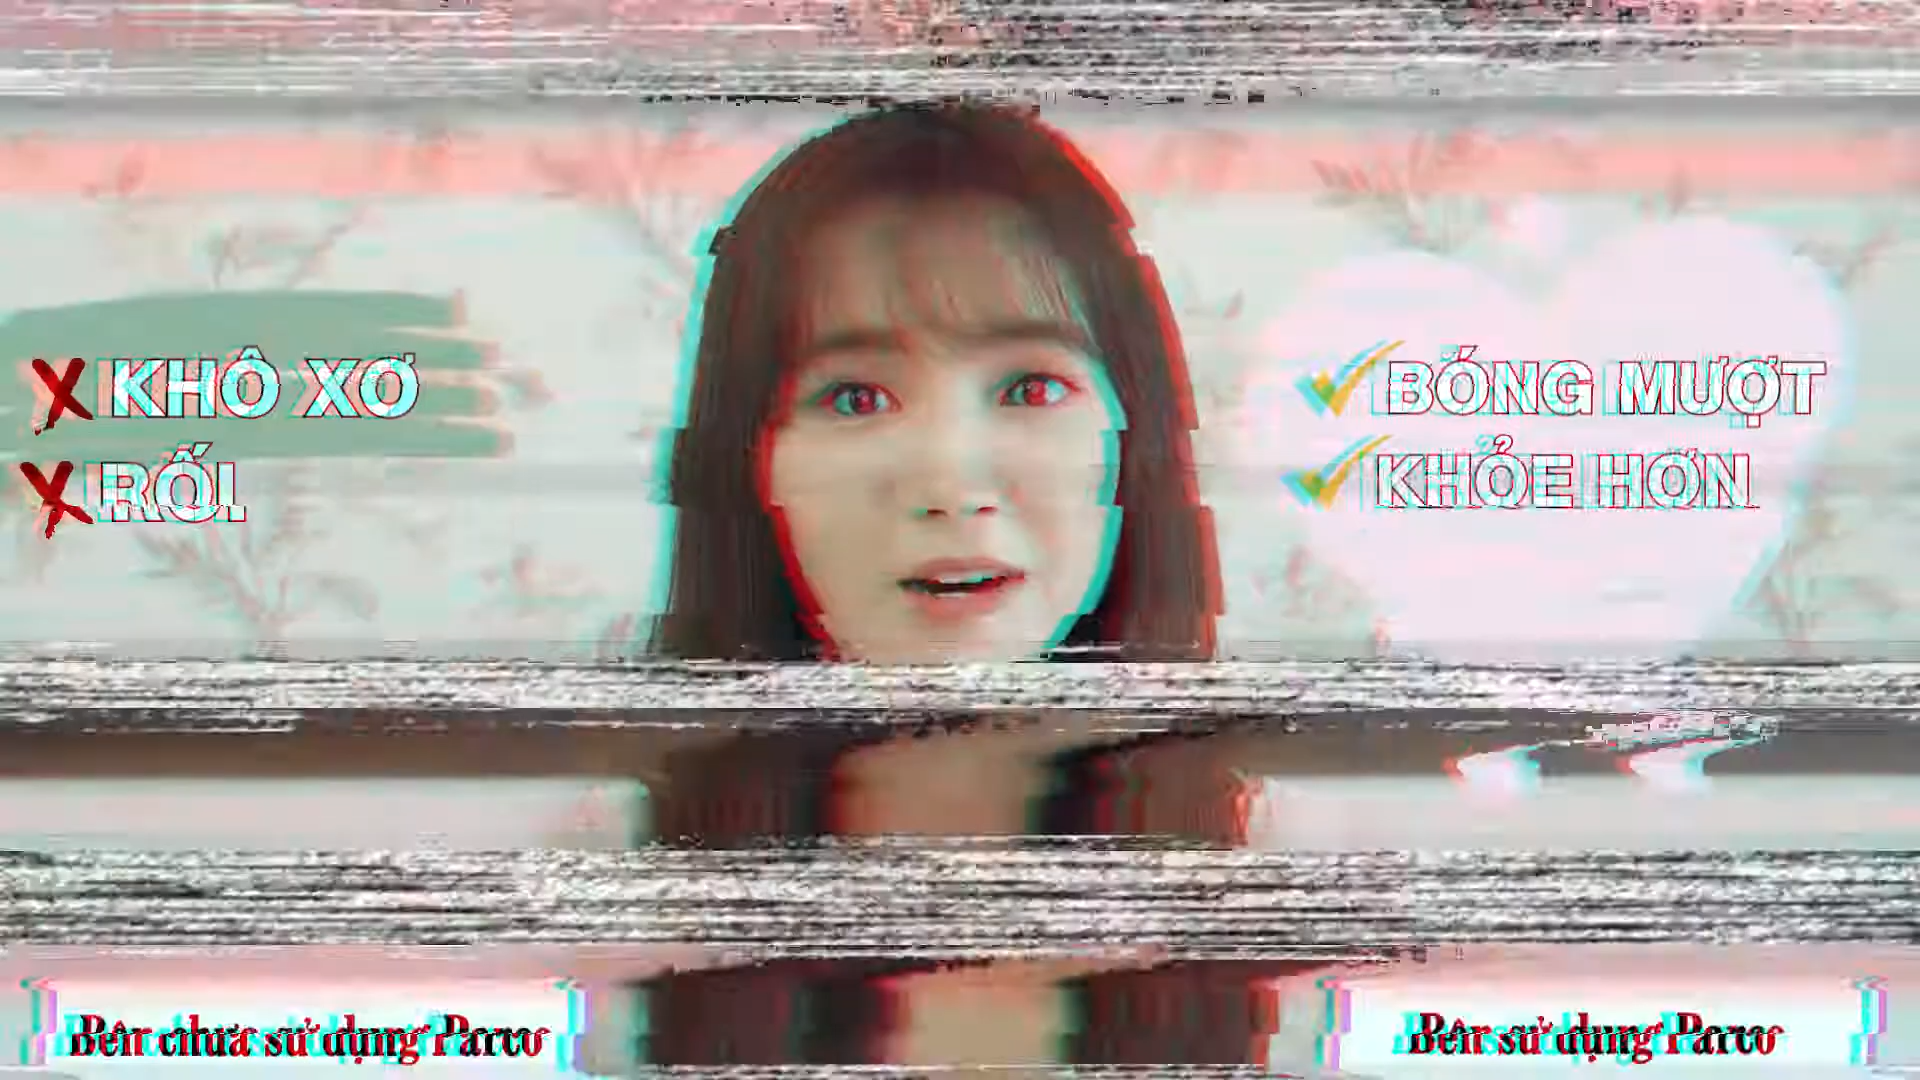 KHÔ XƠ
RỐI
BÓNG MƯỢT
KHỎE HƠN
Bên chưa sử dụng Parco
Bên sử dụng Parco